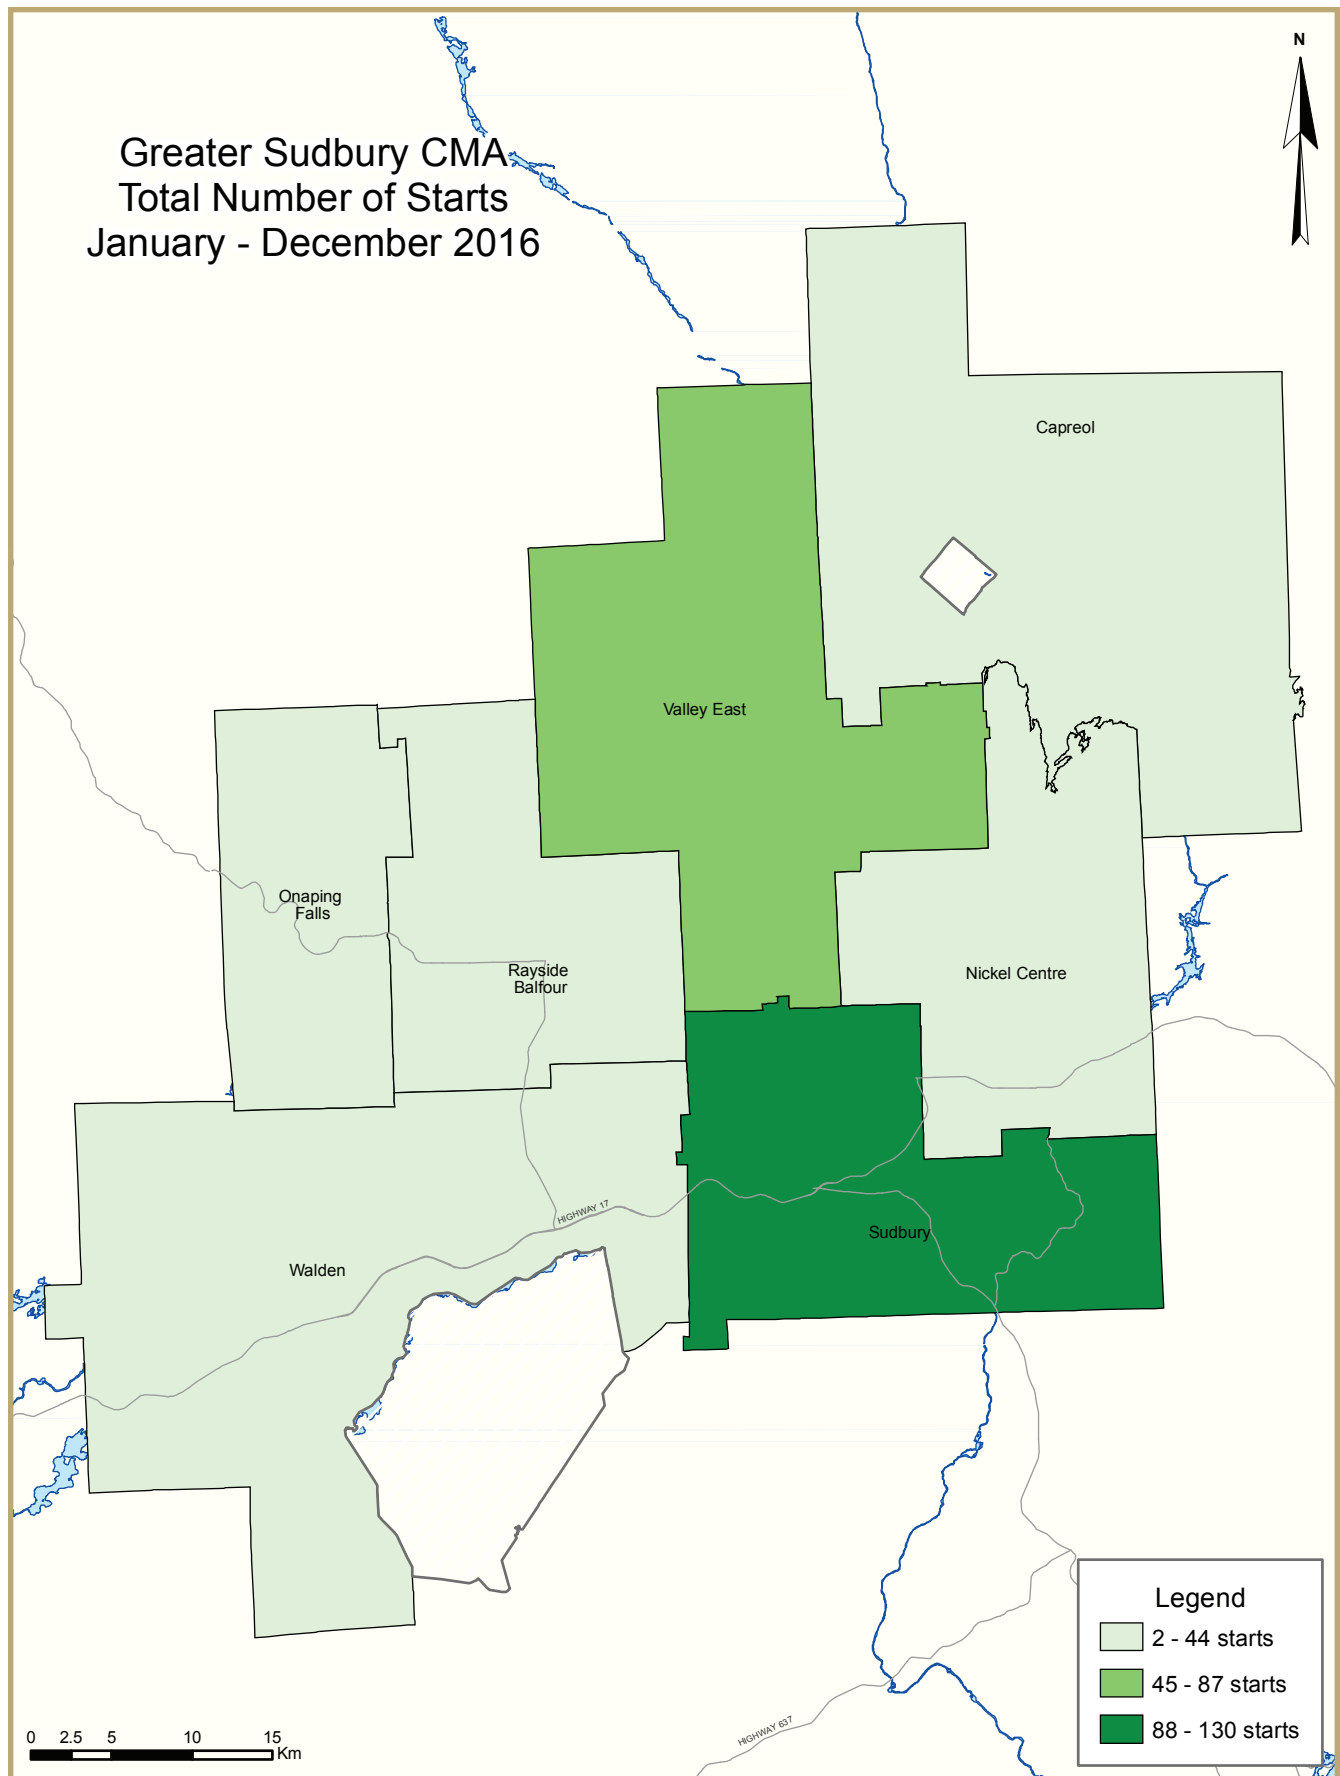 N
Greater Sudbury CMA
Total Number of Starts
January - December 2016
Capreol
Valley East
Onaping
Falls
Rayside
Balfour
Nickel Centre
HIGHWAY 17
Sudbury
Walden
HIGHWAY 637
Legend
2 - 44 starts
45 - 87 starts
88 - 130 starts
0 2.5 5 10 15
Km